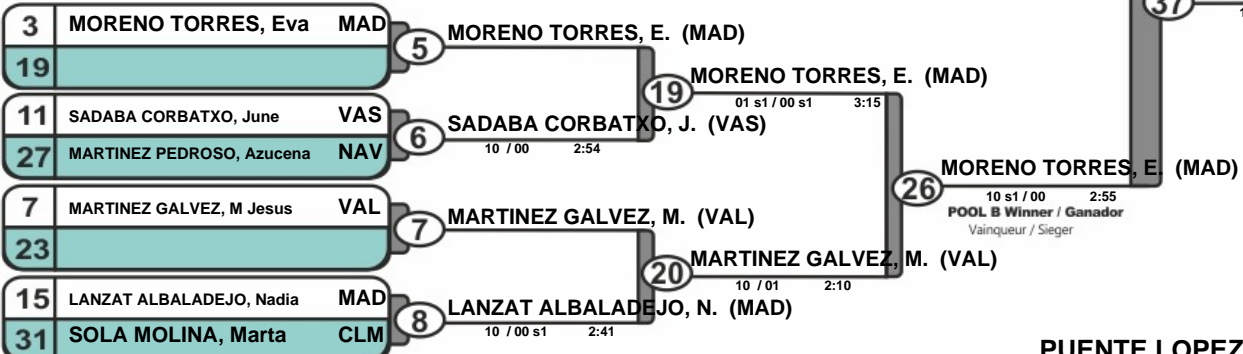 3 MORENO TORRES, Eva MAD
19
5
MORENO TORRES, E. (MAD)
11 SADABA CORBATXO, June VAS
27 MARTINEZ PEDROSO, Azucena NAV
6
SADABA CORBATXO, J. (VAS)
10 / 00 2:54
19
MORENO TORRES, E. (MAD)
01 s1 / 00 s1 3:15
7 MARTINEZ GALVEZ, M Jesus VAL
23
7
MARTINEZ GALVEZ, M. (VAL)
15 LANZAT ALBALADEJO, Nadia MAD
31 SOLA MOLINA, Marta CLM
8
LANZAT ALBALADEJO, N. (MAD)
10 / 00 s1 2:41
20
MARTINEZ GALVEZ, M. (VAL)
10 / 01 2:10
26
MORENO TORRES, E. (MAD)
10 s1 / 00 2:55
POOL B Winner / Ganador
Vainqueur / Sieger
37
PUENTE LOPEZ